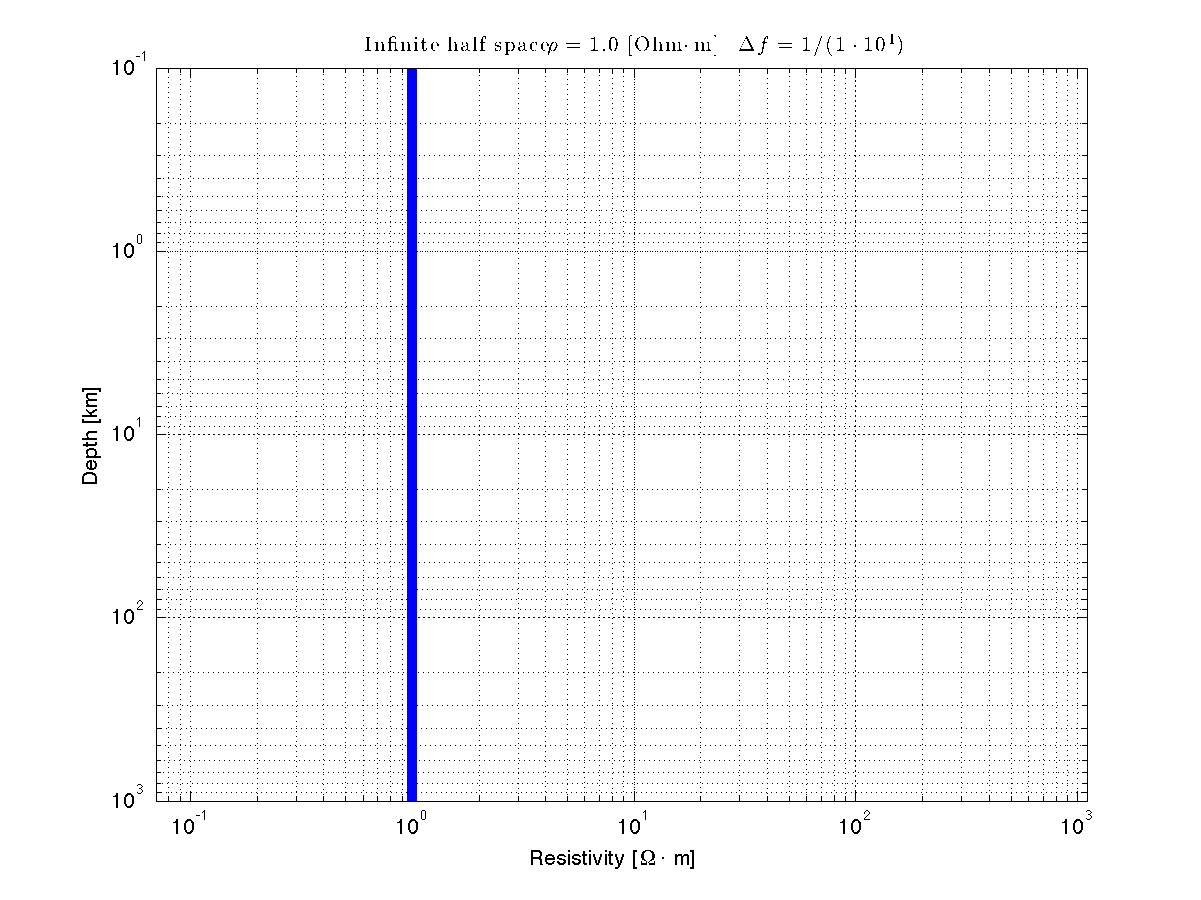 Infinite half spaceρ = 1.0 [Ohm· m] Δf = 1/(1 · 10¹)
10⁻¹
10⁰
10¹
10²
10³
Depth [km]
10⁻¹ 10⁰ 10¹ 10² 10³
Resistivity [Ω · m]